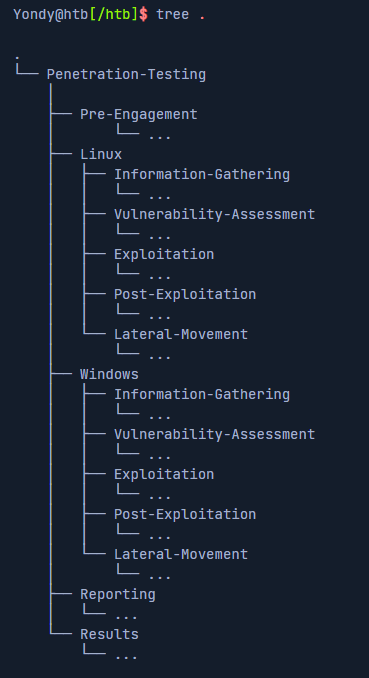 Yondy@htb[/htb]$ tree .
.
└── Penetration-Testing
    │
    ├── Pre-Engagement
    │       └── ...
    ├── Linux
    │   ├── Information-Gathering
    │   │   └── ...
    │   ├── Vulnerability-Assessment
    │   │   └── ...
    │   ├── Exploitation
    │   │   └── ...
    │   ├── Post-Exploitation
    │   │   └── ...
    │   └── Lateral-Movement
    │       └── ...
    ├── Windows
    │   ├── Information-Gathering
    │   │   └── ...
    │   ├── Vulnerability-Assessment
    │   │   └── ...
    │   ├── Exploitation
    │   │   └── ...
    │   ├── Post-Exploitation
    │   │   └── ...
    │   └── Lateral-Movement
    │       └── ...
    ├── Reporting
    │   └── ...
    └── Results
        └── ...